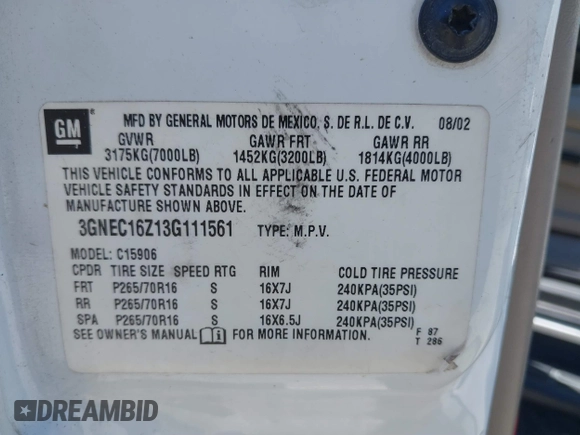 GM
MFD BY GENERAL MOTORS DE MEXICO, S. DE R.L. DE C.V. 08/02
GVWR GAWR FRT GAWR RR
3175KG(7000LB) 1452KG(3200LB) 1814KG(4000LB)
THIS VEHICLE CONFORMS TO ALL APPLICABLE U.S. FEDERAL MOTOR
VEHICLE SAFETY STANDARDS IN EFFECT ON THE DATE OF
MANUFACTURE SHOWN ABOVE.
3GNEC16Z13G111561 TYPE: M.P.V.
MODEL: C15906
CPDR TIRE SIZE SPEED RTG RIM COLD TIRE PRESSURE
FRT P265/70R16 S 16X7J 240KPA(35PSI)
RR P265/70R16 S 16X7J 240KPA(35PSI)
SPA P265/70R16 S 16X6.5J 240KPA(35PSI)
SEE OWNER'S MANUAL FOR MORE INFORMATION. F 87
T 286
DREAMBID